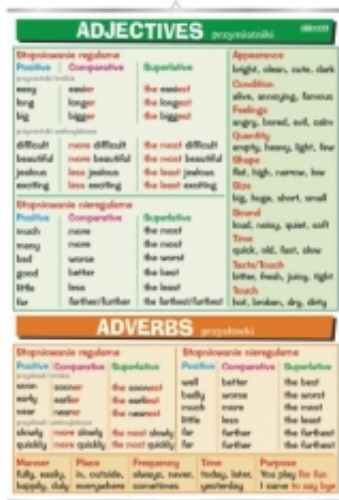 ADJECTIVES przymiotniki
Stopniowanie regularne
Positive Comparative Superlative
przymiotniki krótkie
easy easier the easiest
long longer the longest
big bigger the biggest
difficult more difficult the most difficult
beautiful more beautiful the most beautiful
jealous less jealous the least jealous
exciting less exciting the least exciting
Stopniowanie nieregularne
Positive Comparative Superlative
much more the most
many more the most
bad worse the worst
good better the best
little less the least
far farther/further the farthest/furthest
Appearance
bright, clean, cute, dark
Condition
alive, annoying, famous
Feelings
angry, bored, evil, calm
Quantity
empty, heavy, light, few
Shape
flat, high, narrow, low
Size
big, huge, short, small
Sound
loud, noisy, quiet, soft
Time
quick, old, fast, slow
Taste/Touch
bitter, fresh, juicy, light
Touch
hot, broken, dry, dirty
ADVERBS przysłówki
Stopniowanie regularne
Positive Comparative Superlative
soon sooner the soonest
early earlier the earliest
near nearer the nearest
slowly more slowly the most slowly
quickly more quickly the most quickly
Stopniowanie nieregularne
Positive Comparative Superlative
well better the best
badly worse the worst
much more the most
little less the least
far farther the farthest
far further the furthest
Manner
fully, easily,
happily, daily
Place
in, outside,
everywhere
Frequency
always, never,
sometimes
Time
today, later,
yesterday
Purpose
You play for fun
I came to say bye